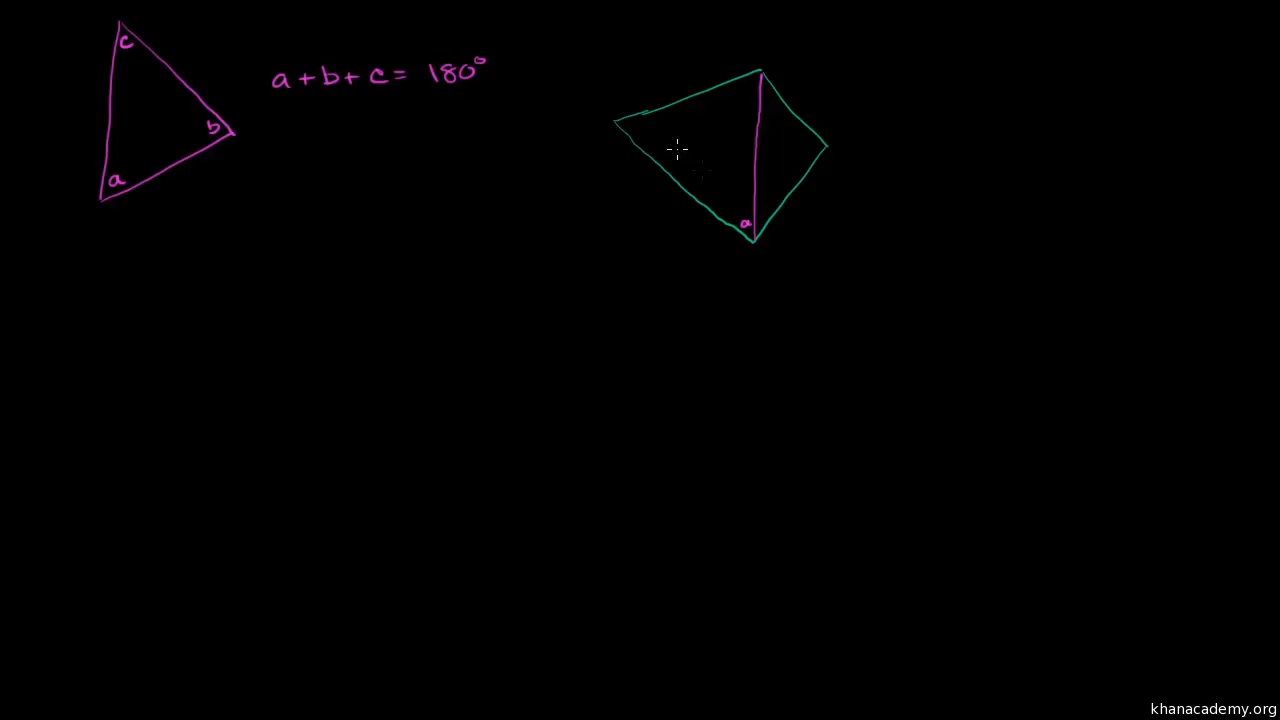 c
a + b + c = 180°
b
a
a
khanacademy.org